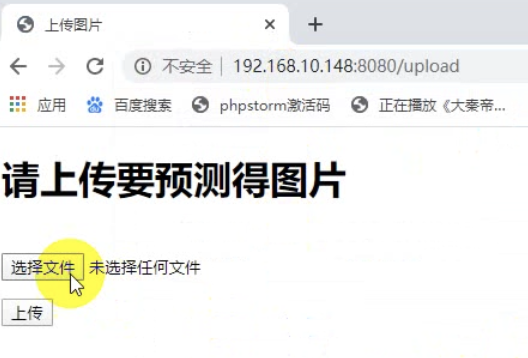 上传图片
不安全 | 192.168.10.148:8080/upload
应用 百度搜索 phpstorm激活码 正在播放《大秦帝...
请上传要预测得图片
选择文件 未选择任何文件
上传